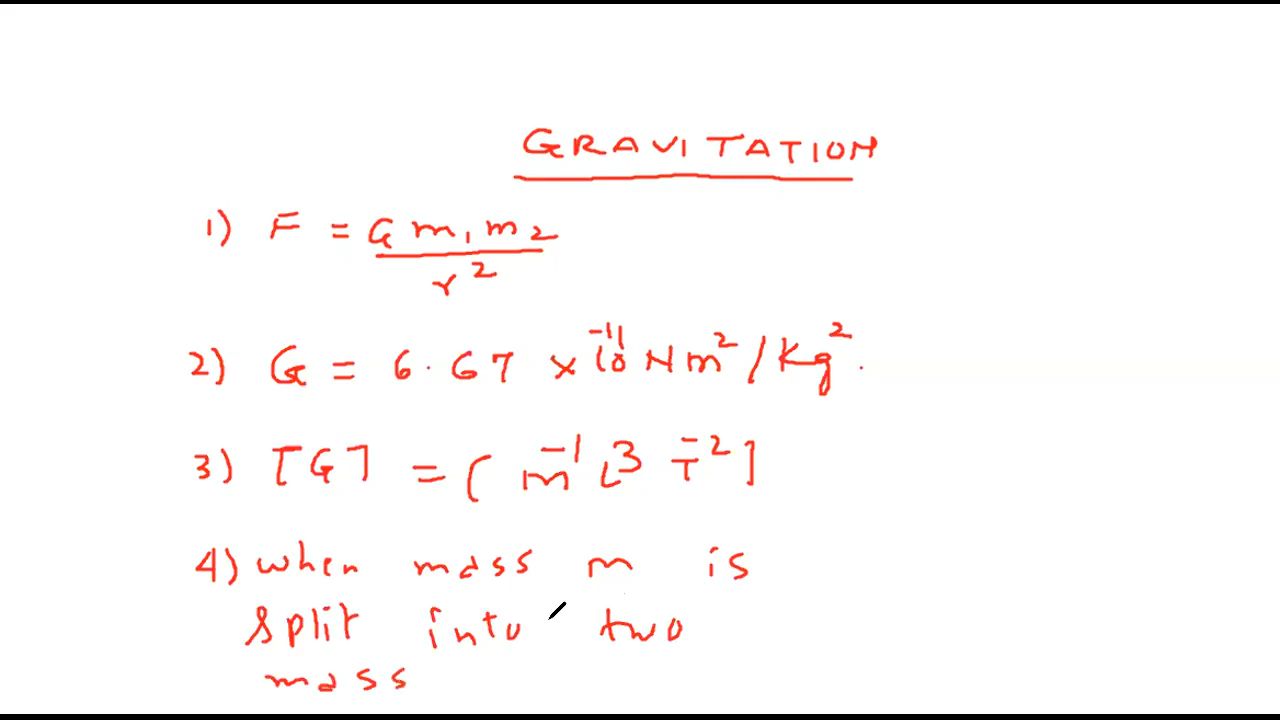 GRAVITATION
1) F = G m₁ m₂ / r²
2) G = 6.67 × 10⁻¹¹ Nm²/Kg².
3) [G] = [m⁻¹ L³ T⁻²]
4) when mass m is
split into two
mass